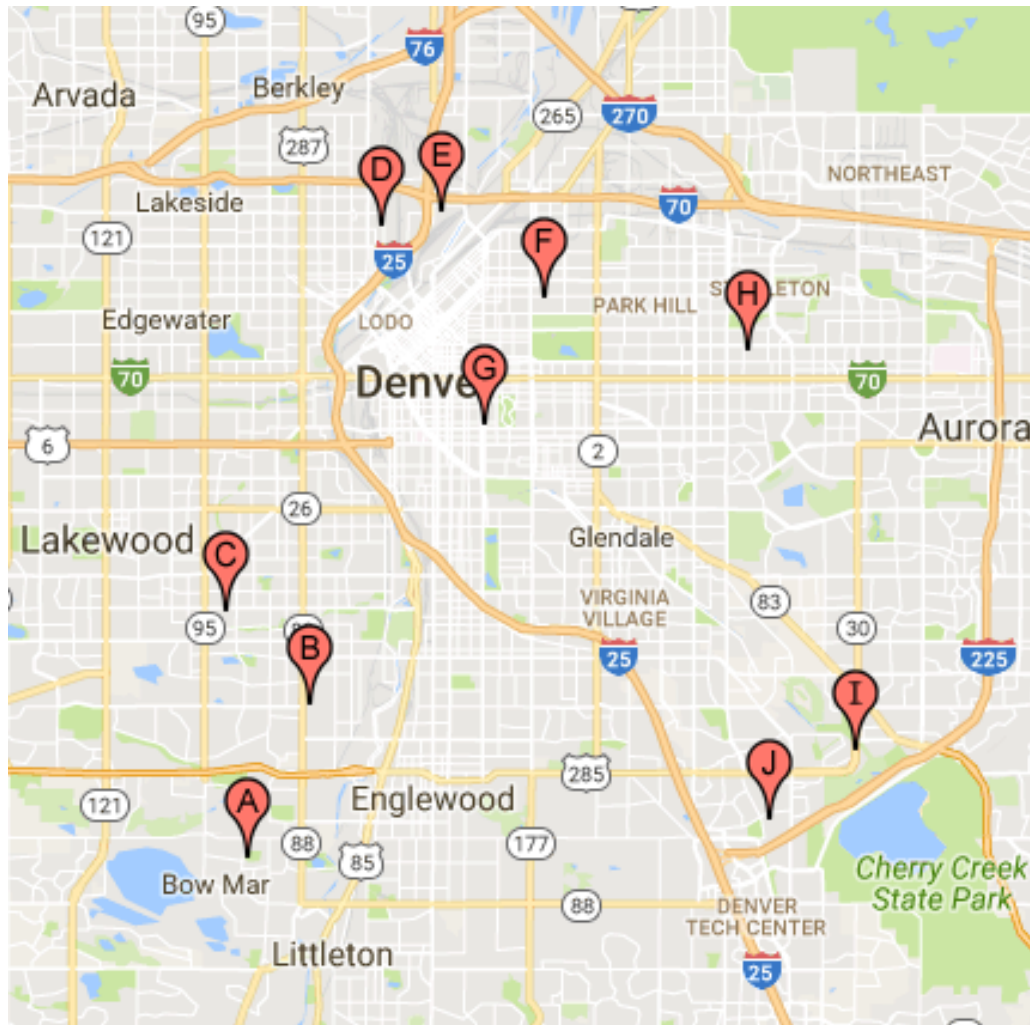 95
76
Arvada
Berkley
265
270
287
E
D
NORTHEAST
Lakeside
70
121
F
25
STAPLETON
H
PARK HILL
Edgewater
LODO
G
70
Denver
70
Aurora
6
2
26
Lakewood
Glendale
C
VIRGINIA
VILLAGE
83
95
30
B
25
225
I
J
285
A
Englewood
121
88
177
85
Bow Mar
Cherry Creek
State Park
88
DENVER
TECH CENTER
Littleton
25